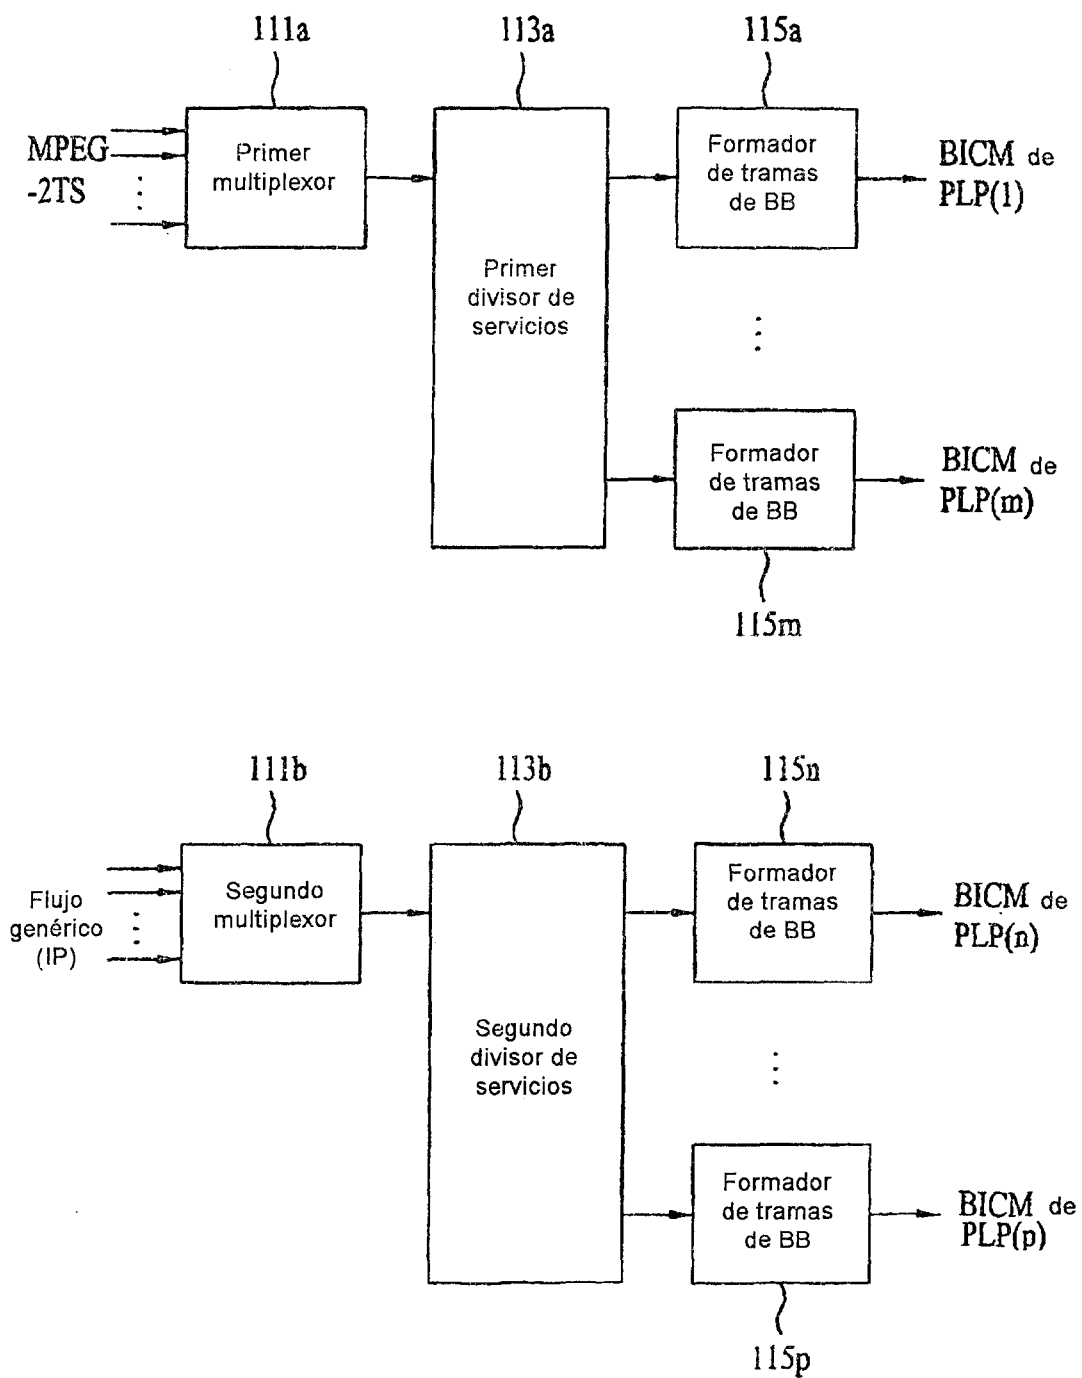 111a
113a
115a
MPEG
-2TS
Primer
multiplexor
Primer
divisor de
servicios
Formador
de tramas
de BB
BICM de
PLP(1)
Formador
de tramas
de BB
BICM de
PLP(m)
115m
111b
113b
115n
Flujo
genérico
(IP)
Segundo
multiplexor
Segundo
divisor de
servicios
Formador
de tramas
de BB
BICM de
PLP(n)
Formador
de tramas
de BB
BICM de
PLP(p)
115p